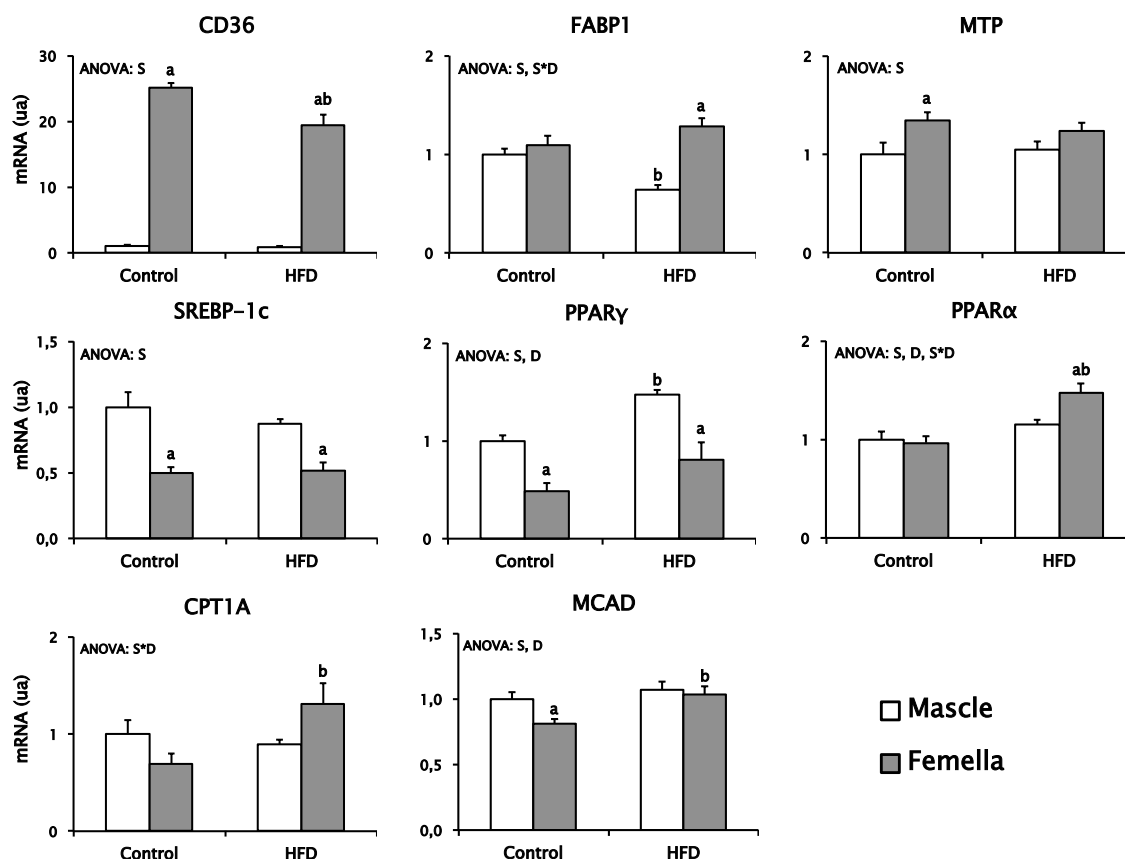 CD36
mRNA (ua)
30
20
10
0
ANOVA: S
a
ab
Control
HFD
FABP1
2
1
0
ANOVA: S, S*D
b
a
Control
HFD
MTP
2
1
0
ANOVA: S
a
Control
HFD
SREBP-1c
mRNA (ua)
1,5
1,0
0,5
0,0
ANOVA: S
a
a
Control
HFD
PPARγ
2
1
0
ANOVA: S, D
a
b
a
Control
HFD
PPARα
2
1
0
ANOVA: S, D, S*D
ab
Control
HFD
CPT1A
mRNA (ua)
2
1
0
ANOVA: S*D
b
Control
HFD
MCAD
1,5
1,0
0,5
0,0
ANOVA: S, D
a
b
Control
HFD
Mascle
Femella